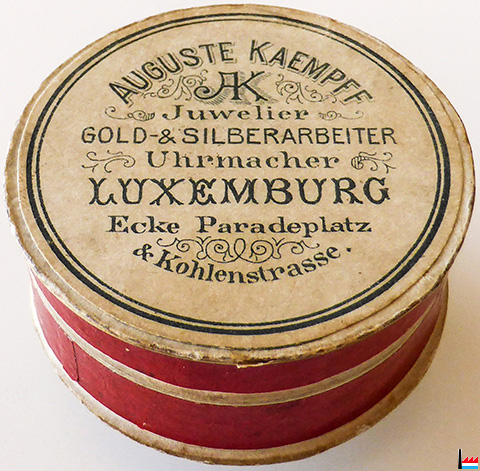 AUGUSTE KAEMPFF
AK
Juwelier
GOLD-&SILBERARBEITER
Uhrmacher
LUXEMBURG
Ecke Paradeplatz
& Kohlenstrasse.